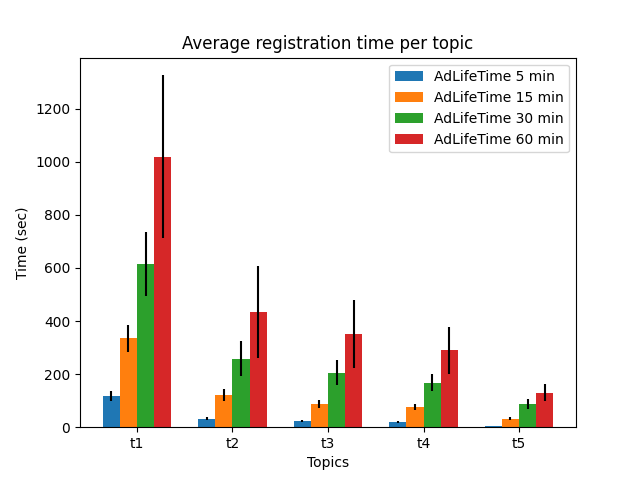 Average registration time per topic
AdLifeTime 5 min
AdLifeTime 15 min
AdLifeTime 30 min
AdLifeTime 60 min
Time (sec)
1200
1000
800
600
400
200
0
t1 t2 t3 t4 t5
Topics